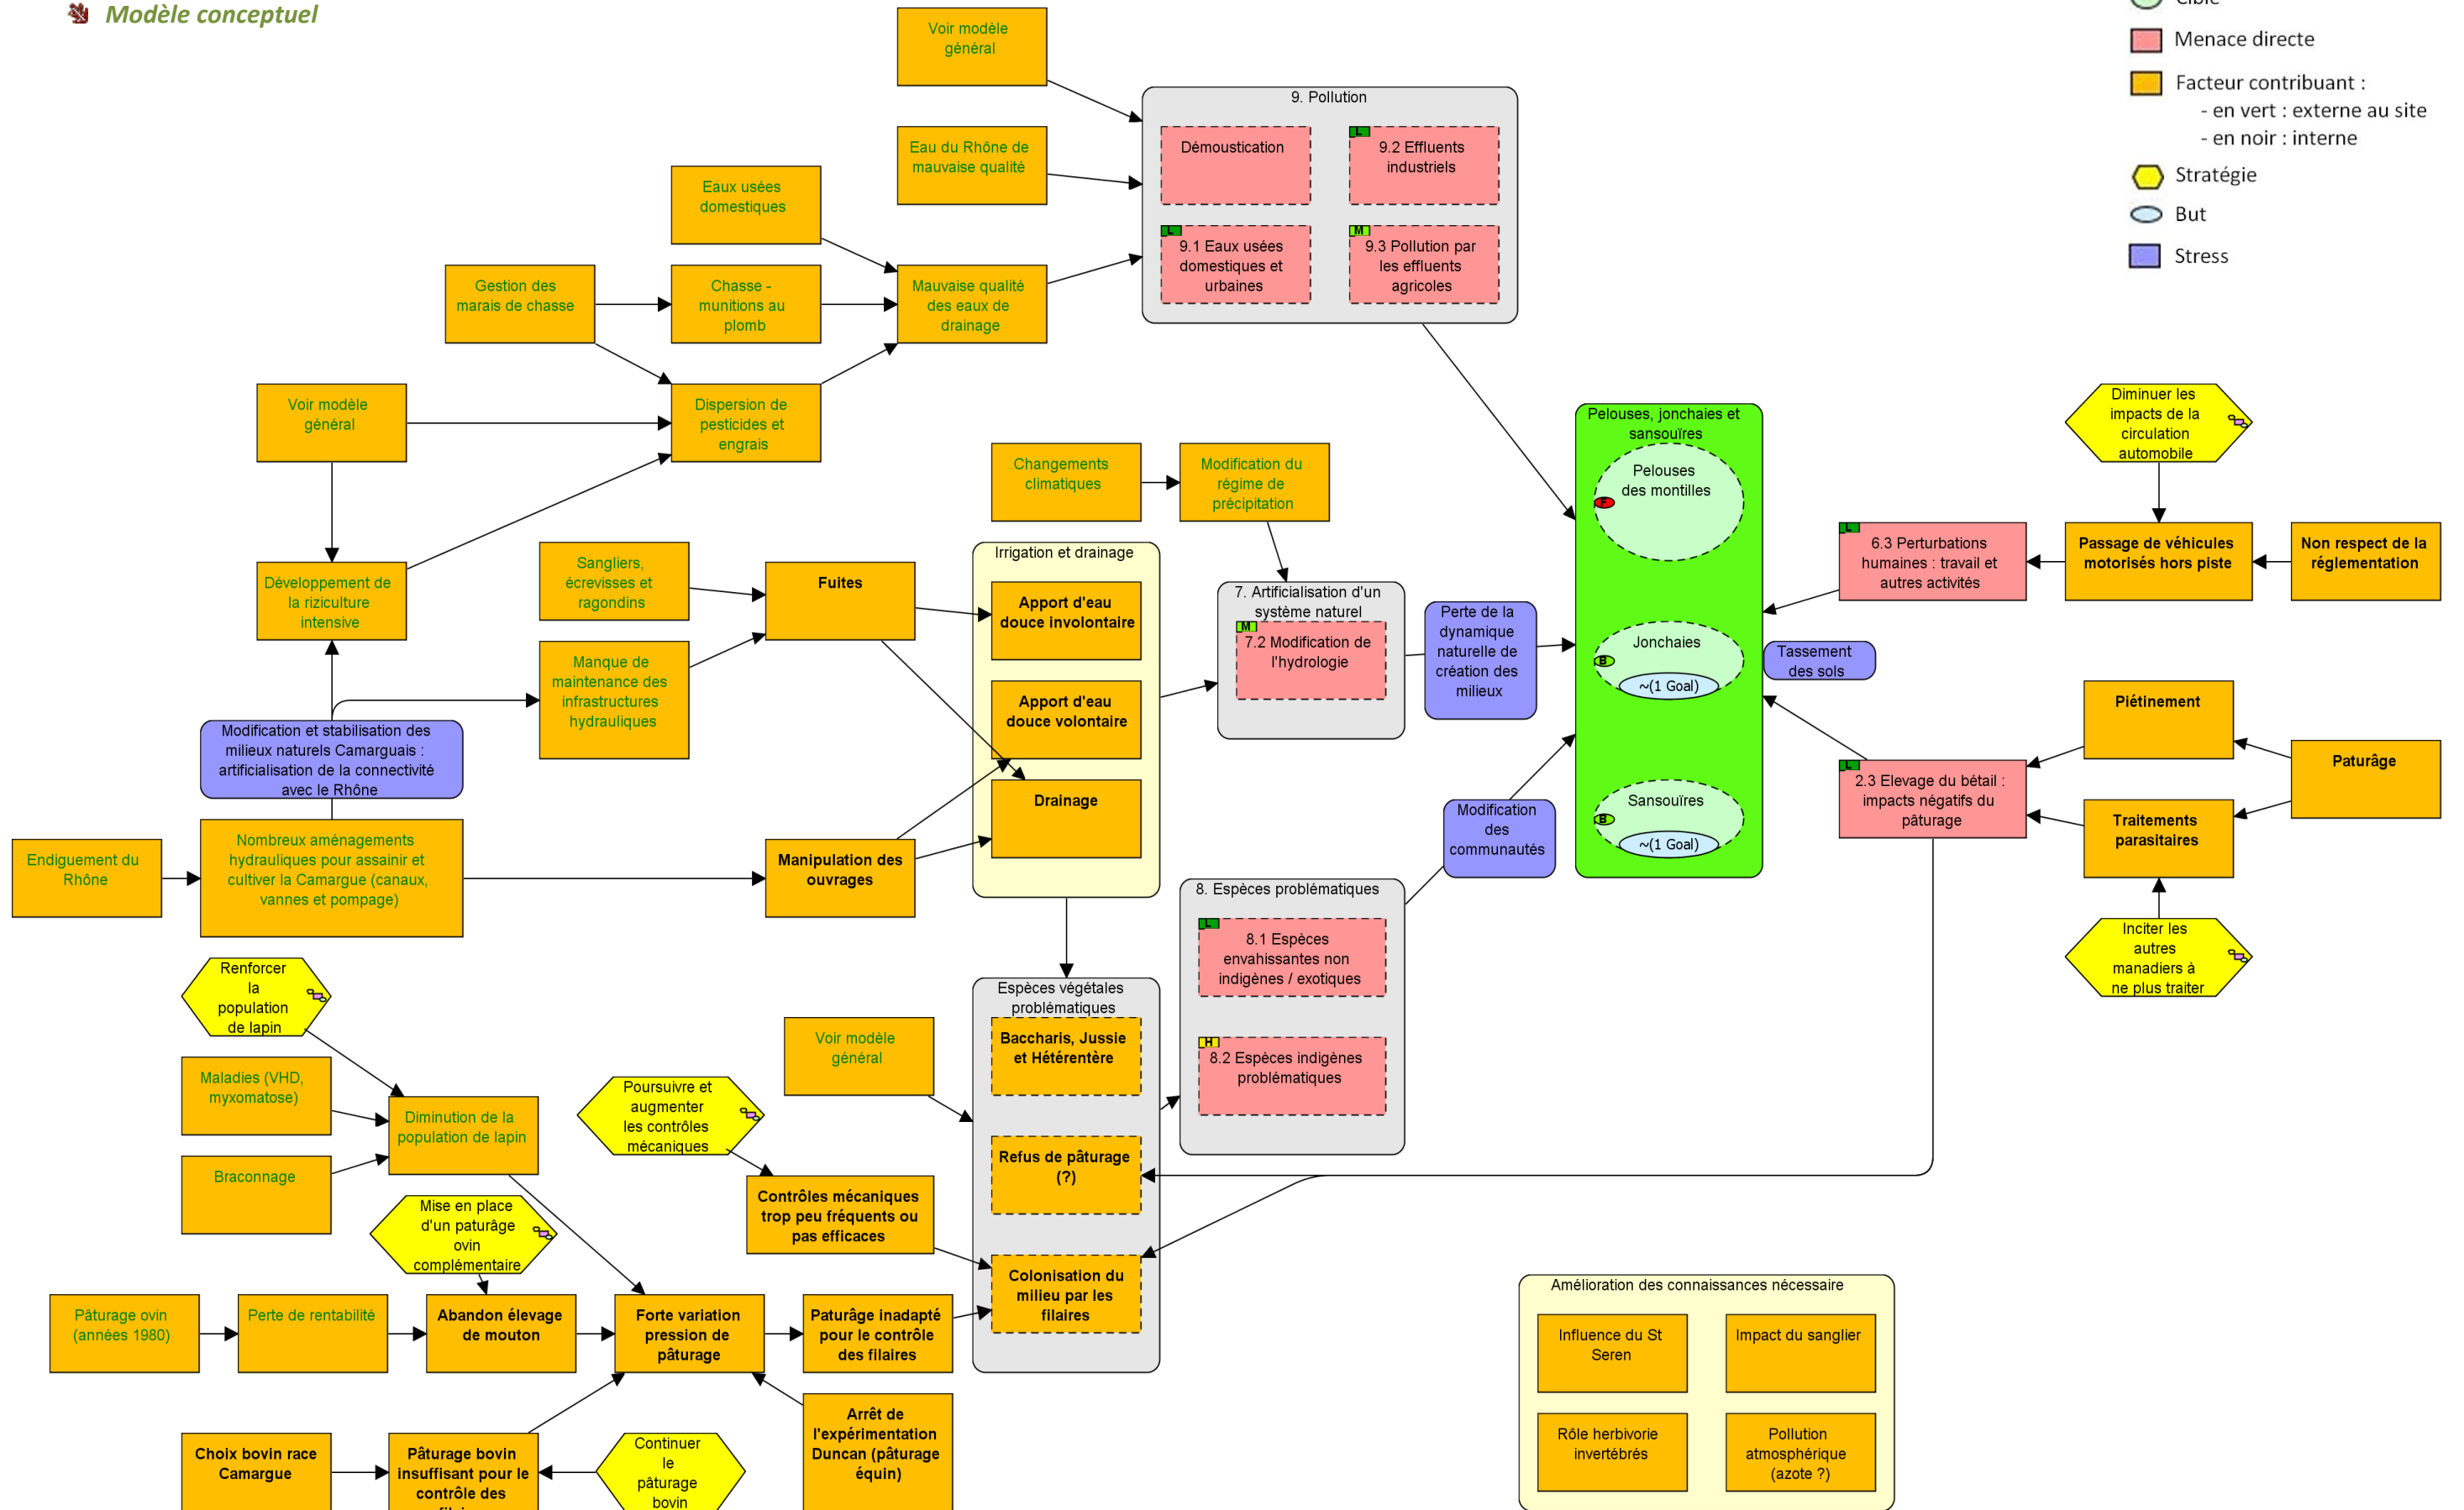 Modèle conceptuel
Cible
Menace directe
Facteur contribuant :
- en vert : externe au site
- en noir : interne
Stratégie
But
Stress
Voir modèle
général
9. Pollution
Démoustication
L
9.2 Effluents
industriels
L
9.1 Eaux usées
domestiques et
urbaines
M
9.3 Pollution par
les effluents
agricoles
Eau du Rhône de
mauvaise qualité
Eaux usées
domestiques
Gestion des
marais de chasse
Chasse -
munitions au
plomb
Mauvaise qualité
des eaux de
drainage
Voir modèle
général
Dispersion de
pesticides et
engrais
Changements
climatiques
Modification du
régime de
précipitation
Pelouses, jonchaies et
sansouïres
Pelouses
des montilles
F
Jonchaies
B
~(1 Goal)
Sansouïres
B
~(1 Goal)
Diminuer les
impacts de la
circulation
automobile
L
6.3 Perturbations
humaines : travail et
autres activités
Passage de véhicules
motorisés hors piste
Non respect de la
réglementation
Développement de
la riziculture
intensive
Sangliers,
écrevisses et
ragondins
Fuites
Irrigation et drainage
Apport d'eau
douce involontaire
Apport d'eau
douce volontaire
Drainage
7. Artificialisation d'un
système naturel
M
7.2 Modification de
l'hydrologie
Perte de la
dynamique
naturelle de
création des
milieux
Tassement
des sols
Manque de
maintenance des
infrastructures
hydrauliques
Modification et stabilisation des
milieux naturels Camarguais :
artificialisation de la connectivité
avec le Rhône
Piétinement
Paturâge
L
2.3 Elevage du bétail :
impacts négatifs du
pâturage
Traitements
parasitaires
Modification
des
communautés
Endiguement du
Rhône
Nombreux aménagements
hydrauliques pour assainir et
cultiver la Camargue (canaux,
vannes et pompage)
Manipulation des
ouvrages
8. Espèces problématiques
L
8.1 Espèces
envahissantes non
indigènes / exotiques
H
8.2 Espèces indigènes
problématiques
Inciter les
autres
manadiers à
ne plus traiter
Renforcer
la
population
de lapin
Espèces végétales
problématiques
Baccharis, Jussie
et Hétérentère
Refus de pâturage
(?)
Colonisation du
milieu par les
filaires
Voir modèle
général
Maladies (VHD,
myxomatose)
Diminution de la
population de lapin
Poursuivre et
augmenter
les contrôles
mécaniques
Braconnage
Contrôles mécaniques
trop peu fréquents ou
pas efficaces
Mise en place
d'un paturâge
ovin
complémentaire
Pâturage ovin
(années 1980)
Perte de rentabilité
Abandon élevage
de mouton
Forte variation
pression de
pâturage
Paturâge inadapté
pour le contrôle
des filaires
Amélioration des connaissances nécessaire
Influence du St
Seren
Impact du sanglier
Rôle herbivorie
invertébrés
Pollution
atmosphérique
(azote ?)
Arrêt de
l'expérimentation
Duncan (pâturage
équin)
Choix bovin race
Camargue
Pâturage bovin
insuffisant pour le
contrôle des
Continuer
le
pâturage
bovin